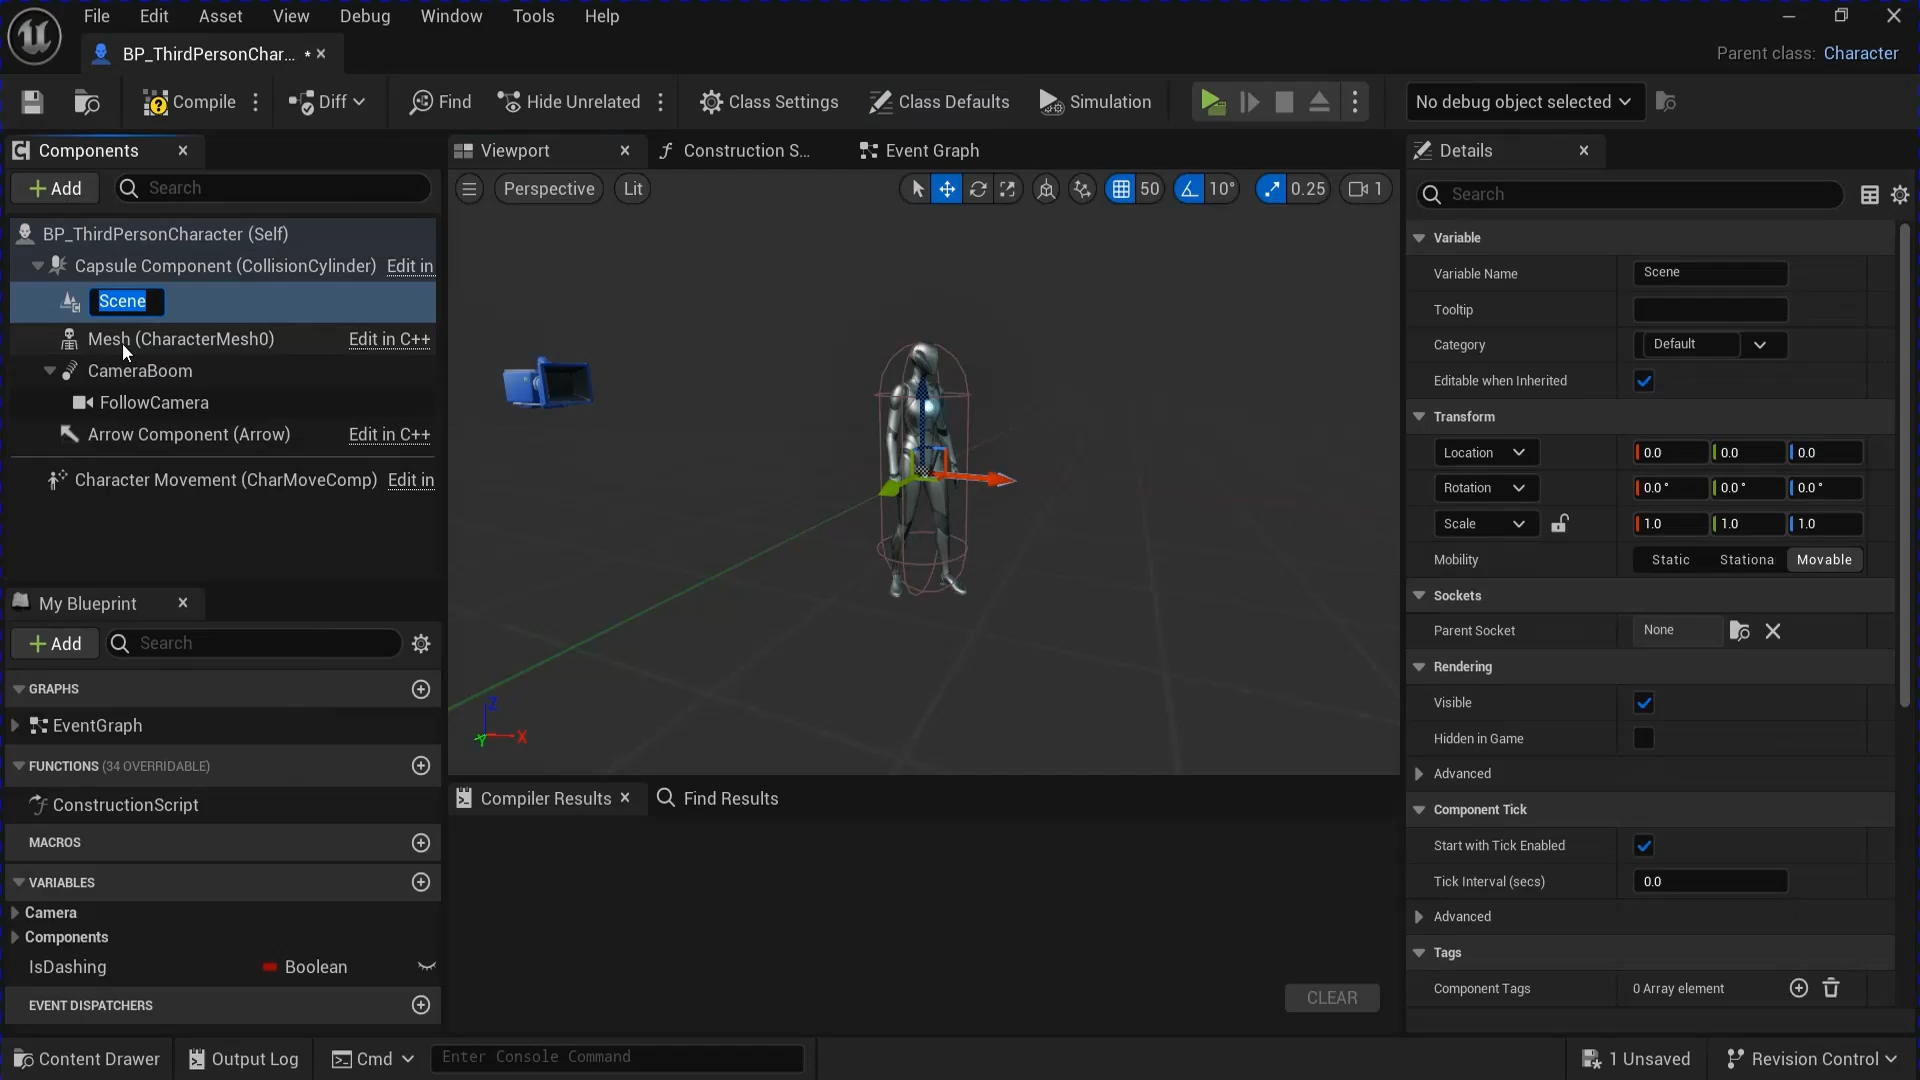 File Edit Asset View Debug Window Tools Help
BP_ThirdPersonChar... *
Parent class: Character
Compile
Diff
Find
Hide Unrelated
Class Settings
Class Defaults
Simulation
No debug object selected
Components
+ Add
Search
BP_ThirdPersonCharacter (Self)
Capsule Component (CollisionCylinder) Edit in
Scene
Mesh (CharacterMesh0) Edit in C++
CameraBoom
FollowCamera
Arrow Component (Arrow) Edit in C++
Character Movement (CharMoveComp) Edit in
My Blueprint
+ Add
Search
GRAPHS
EventGraph
FUNCTIONS (34 OVERRIDABLE)
ConstructionScript
MACROS
VARIABLES
Camera
Components
IsDashing Boolean
EVENT DISPATCHERS
Viewport
Construction S...
Event Graph
Perspective
Lit
50
10°
0.25
1
Z
X
Y
Compiler Results
Find Results
CLEAR
Details
Search
Variable
Variable Name Scene
Tooltip
Category Default
Editable when Inherited
Transform
Location 0.0 0.0 0.0
Rotation 0.0° 0.0° 0.0°
Scale 1.0 1.0 1.0
Mobility Static Stationa Movable
Sockets
Parent Socket None
Rendering
Visible
Hidden in Game
Advanced
Component Tick
Start with Tick Enabled
Tick Interval (secs) 0.0
Advanced
Tags
Component Tags 0 Array element
Content Drawer
Output Log
Cmd
Enter Console Command
1 Unsaved
Revision Control